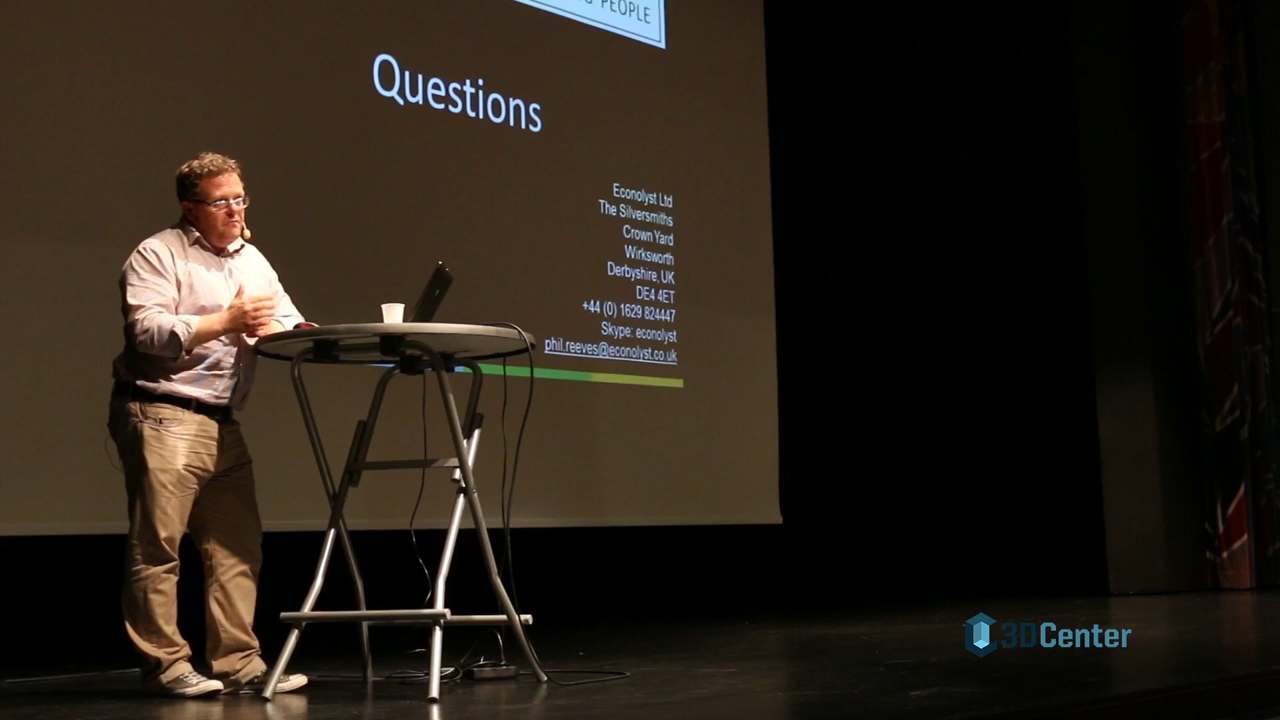 PEOPLE
Questions
Econolyst Ltd
The Silversmiths
Crown Yard
Wirksworth
Derbyshire, UK
DE4 4ET
+44 (0) 1629 824447
Skype: econolyst
phil.reeves@econolyst.co.uk
3DCenter